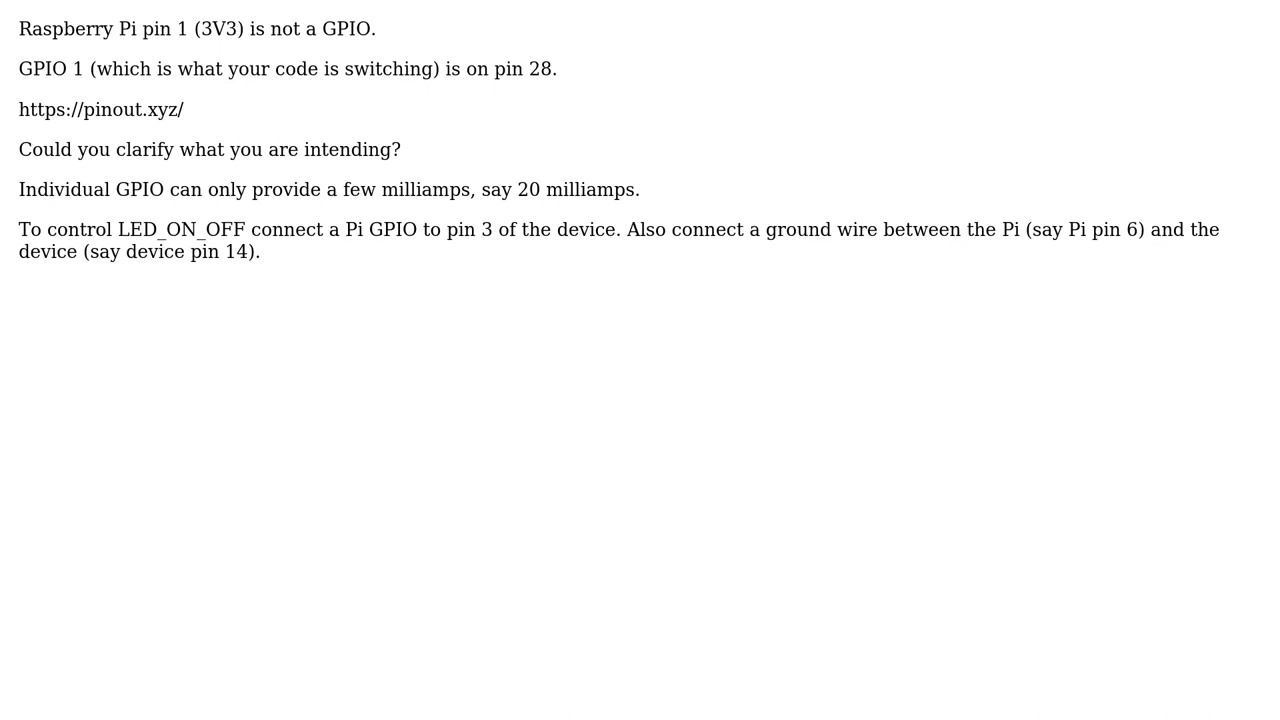 Raspberry Pi pin 1 (3V3) is not a GPIO.
GPIO 1 (which is what your code is switching) is on pin 28.
https://pinout.xyz/
Could you clarify what you are intending?
Individual GPIO can only provide a few milliamps, say 20 milliamps.
To control LED_ON_OFF connect a Pi GPIO to pin 3 of the device. Also connect a ground wire between the Pi (say Pi pin 6) and the
device (say device pin 14).